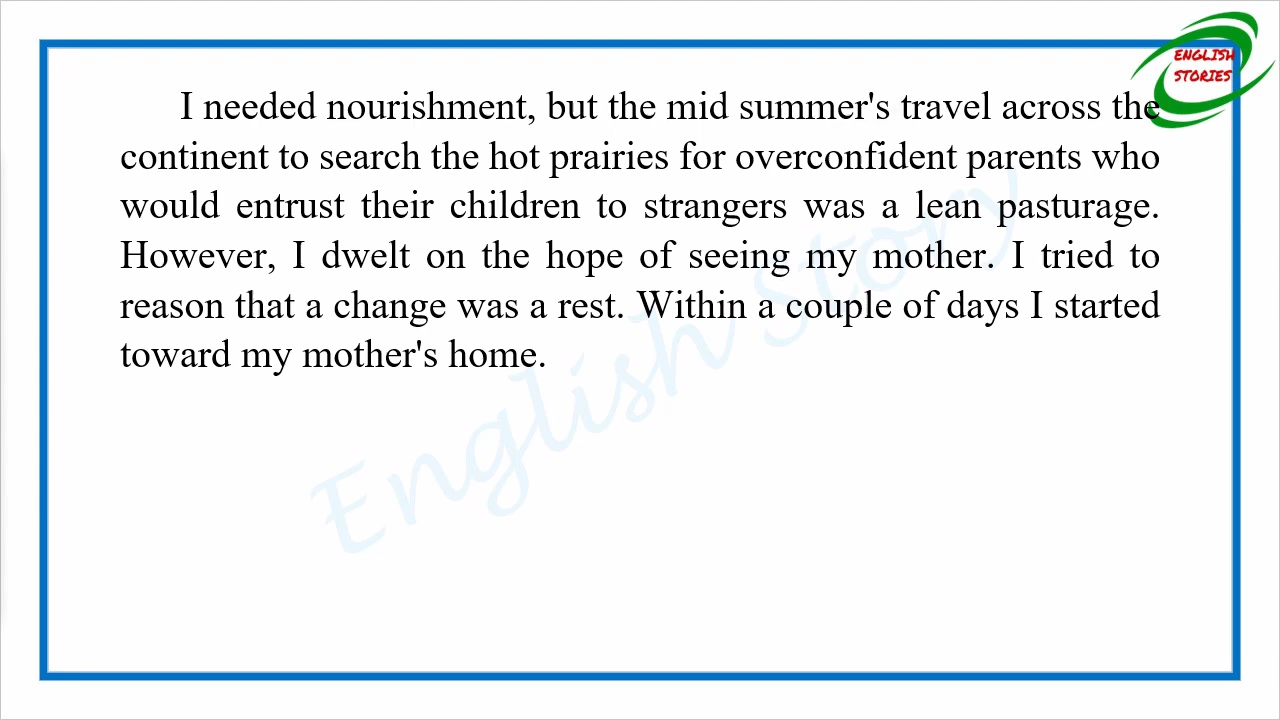 ENGLISH
STORIES
I needed nourishment, but the mid summer's travel across the
continent to search the hot prairies for overconfident parents who
would entrust their children to strangers was a lean pasturage.
However, I dwelt on the hope of seeing my mother. I tried to
reason that a change was a rest. Within a couple of days I started
toward my mother's home.
English Story